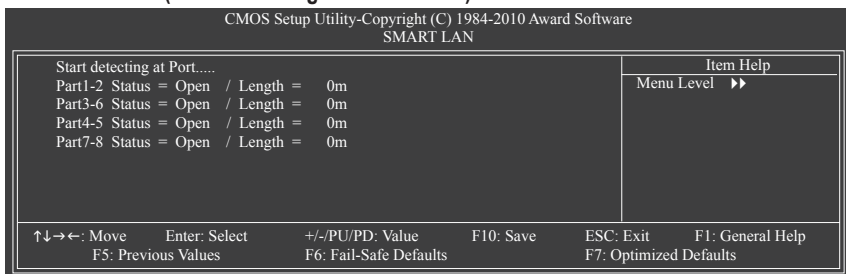 CMOS Setup Utility-Copyright (C) 1984-2010 Award Software
SMART LAN
Start detecting at Port.....
Part1-2 Status = Open / Length = 0m
Part3-6 Status = Open / Length = 0m
Part4-5 Status = Open / Length = 0m
Part7-8 Status = Open / Length = 0m
Item Help
Menu Level ▶▶
↑↓→←: Move Enter: Select +/-/PU/PD: Value F10: Save ESC: Exit F1: General Help
F5: Previous Values F6: Fail-Safe Defaults F7: Optimized Defaults